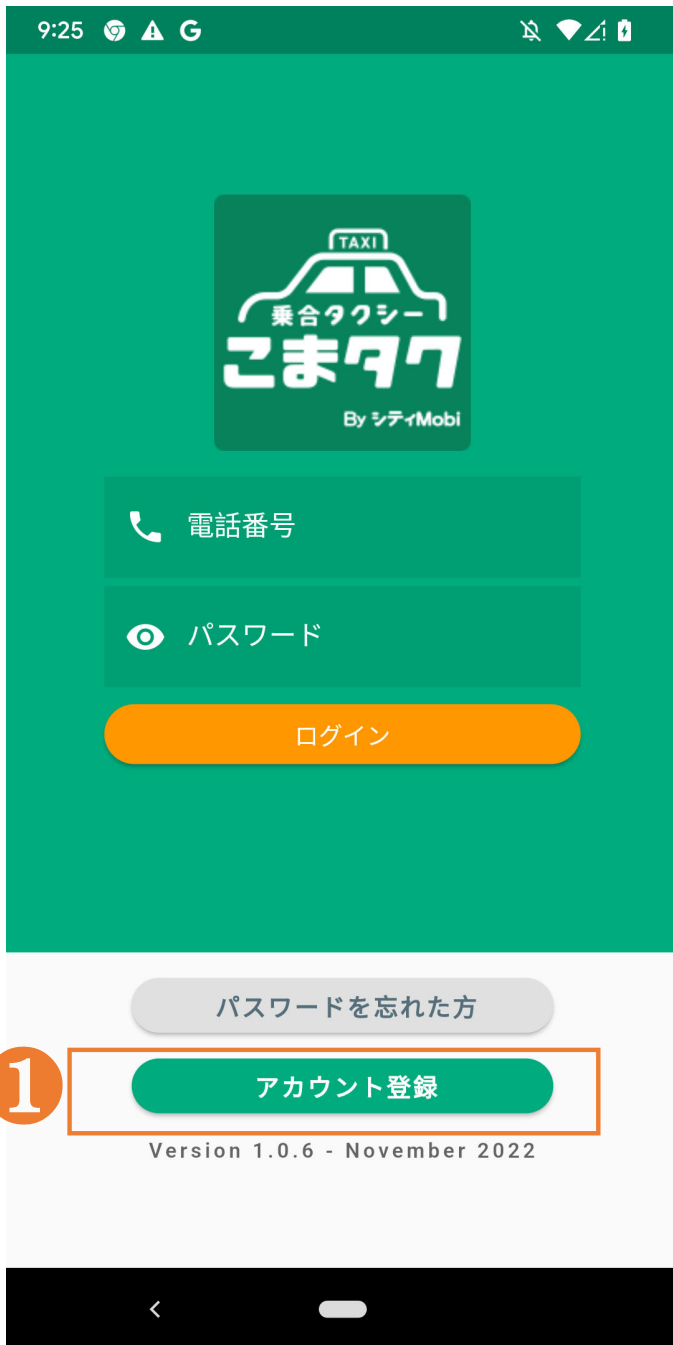 9:25
TAXI
乗合タクシー
こまタク
By シティMobi
電話番号
パスワード
ログイン
パスワードを忘れた方
1
アカウント登録
Version 1.0.6 - November 2022